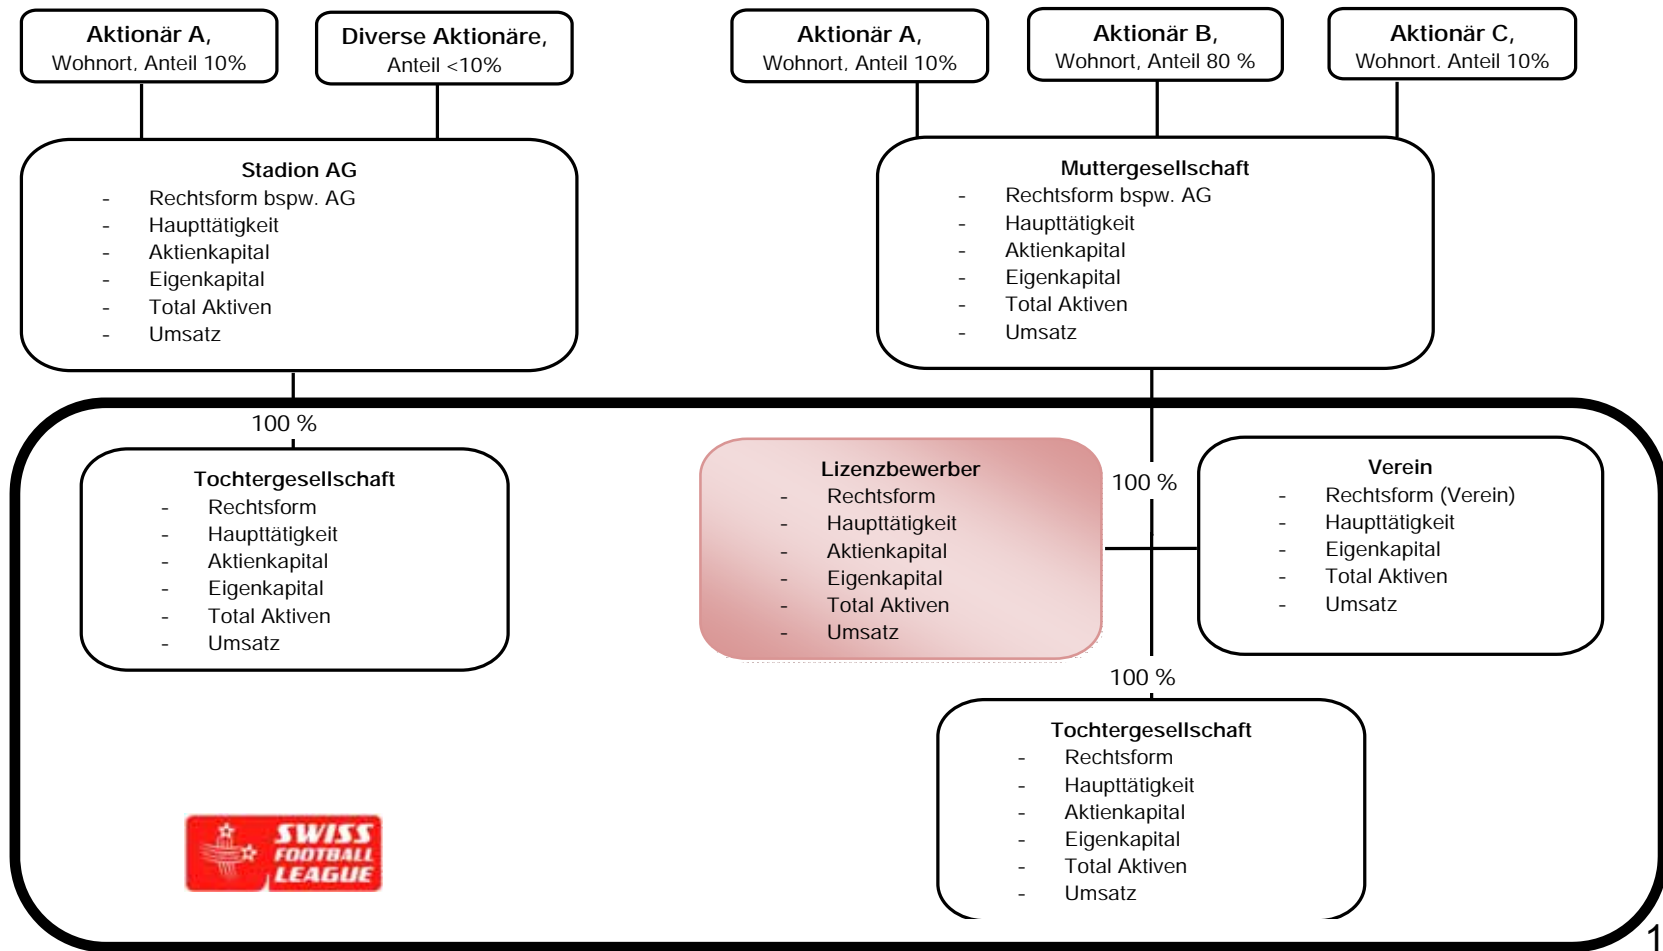 Aktionär A,
Wohnort, Anteil 10%
Diverse Aktionäre,
Anteil <10%
Aktionär A,
Wohnort, Anteil 10%
Aktionär B,
Wohnort, Anteil 80 %
Aktionär C,
Wohnort. Anteil 10%
Stadion AG
- Rechtsform bspw. AG
- Haupttätigkeit
- Aktienkapital
- Eigenkapital
- Total Aktiven
- Umsatz
Muttergesellschaft
- Rechtsform bspw. AG
- Haupttätigkeit
- Aktienkapital
- Eigenkapital
- Total Aktiven
- Umsatz
100 %
Tochtergesellschaft
- Rechtsform
- Haupttätigkeit
- Aktienkapital
- Eigenkapital
- Total Aktiven
- Umsatz
Lizenzbewerber
- Rechtsform
- Haupttätigkeit
- Aktienkapital
- Eigenkapital
- Total Aktiven
- Umsatz
100 %
Verein
- Rechtsform (Verein)
- Haupttätigkeit
- Eigenkapital
- Total Aktiven
- Umsatz
100 %
Tochtergesellschaft
- Rechtsform
- Haupttätigkeit
- Aktienkapital
- Eigenkapital
- Total Aktiven
- Umsatz
SWISS
FOOTBALL
LEAGUE
1